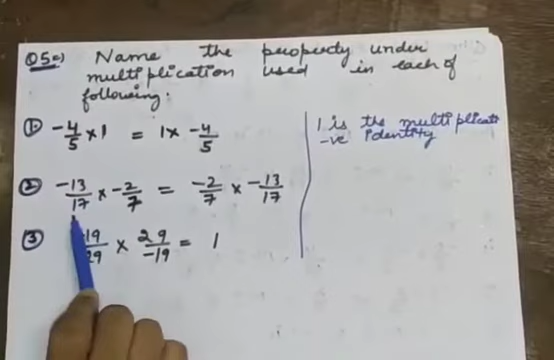 Q5=) Name the property under
multiplication used in each of
following.
1. -4/5 × 1 = 1 × -4/5
2. -13/17 × -2/7 = -2/7 × -13/17
3. -19/29 × 29/-19 = 1
1 is the multiplicati
-ve identity